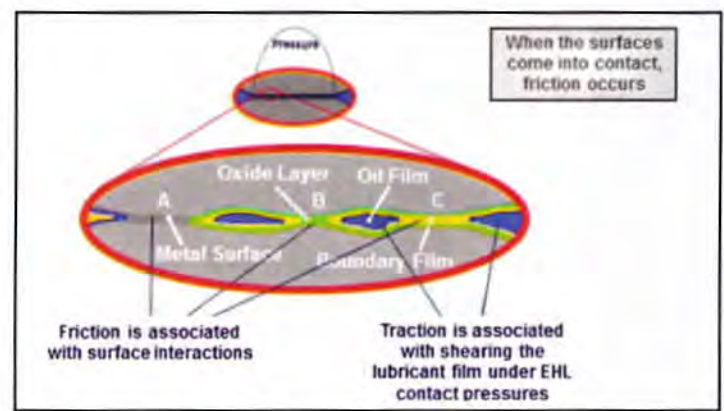 Pressure
When the surfaces
come into contact,
friction occurs
Oxide Layer
Oil Film
A
B
C
Metal Surface
Boundary Film
Friction is associated
with surface interactions
Traction is associated
with shearing the
lubricant film under EHL
contact pressures